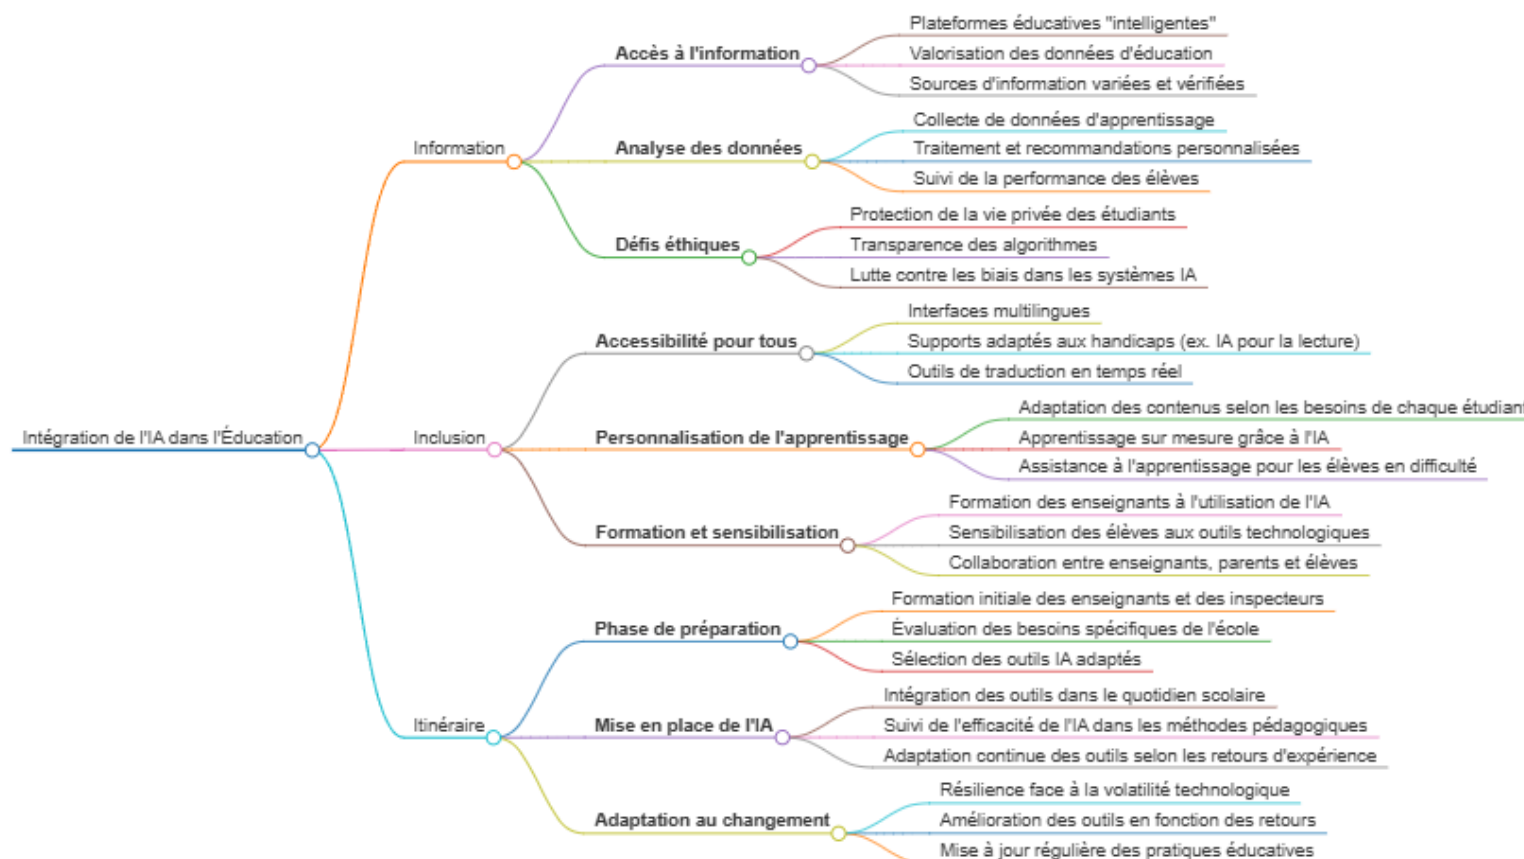 Intégration de l'IA dans l'Éducation
Information
Accès à l'information
Plateformes éducatives "intelligentes"
Valorisation des données d'éducation
Sources d'information variées et vérifiées
Analyse des données
Collecte de données d'apprentissage
Traitement et recommandations personnalisées
Suivi de la performance des élèves
Défis éthiques
Protection de la vie privée des étudiants
Transparence des algorithmes
Lutte contre les biais dans les systèmes IA
Inclusion
Accessibilité pour tous
Interfaces multilingues
Supports adaptés aux handicaps (ex. IA pour la lecture)
Outils de traduction en temps réel
Personnalisation de l'apprentissage
Adaptation des contenus selon les besoins de chaque étudiant
Apprentissage sur mesure grâce à l'IA
Assistance à l'apprentissage pour les élèves en difficulté
Formation et sensibilisation
Formation des enseignants à l'utilisation de l'IA
Sensibilisation des élèves aux outils technologiques
Collaboration entre enseignants, parents et élèves
Itinéraire
Phase de préparation
Formation initiale des enseignants et des inspecteurs
Évaluation des besoins spécifiques de l'école
Sélection des outils IA adaptés
Mise en place de l'IA
Intégration des outils dans le quotidien scolaire
Suivi de l'efficacité de l'IA dans les méthodes pédagogiques
Adaptation continue des outils selon les retours d'expérience
Adaptation au changement
Résilience face à la volatilité technologique
Amélioration des outils en fonction des retours
Mise à jour régulière des pratiques éducatives